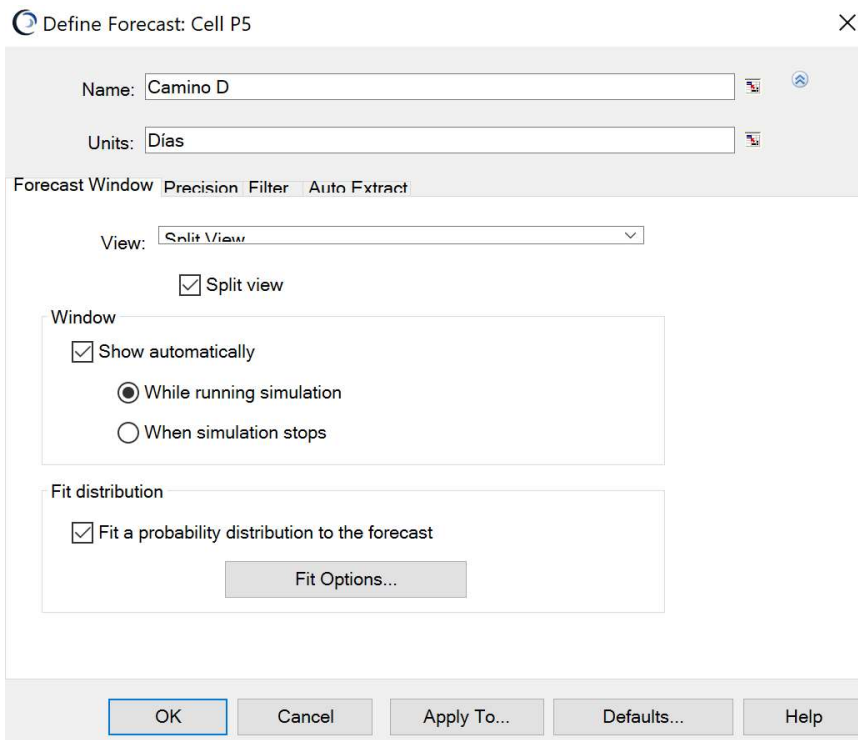 Define Forecast: Cell P5
Name: Camino D
Units: Días
Forecast Window Precision Filter Auto Extract
View: Split View
Split view
Window
Show automatically
While running simulation
When simulation stops
Fit distribution
Fit a probability distribution to the forecast
Fit Options...
OK Cancel Apply To... Defaults... Help